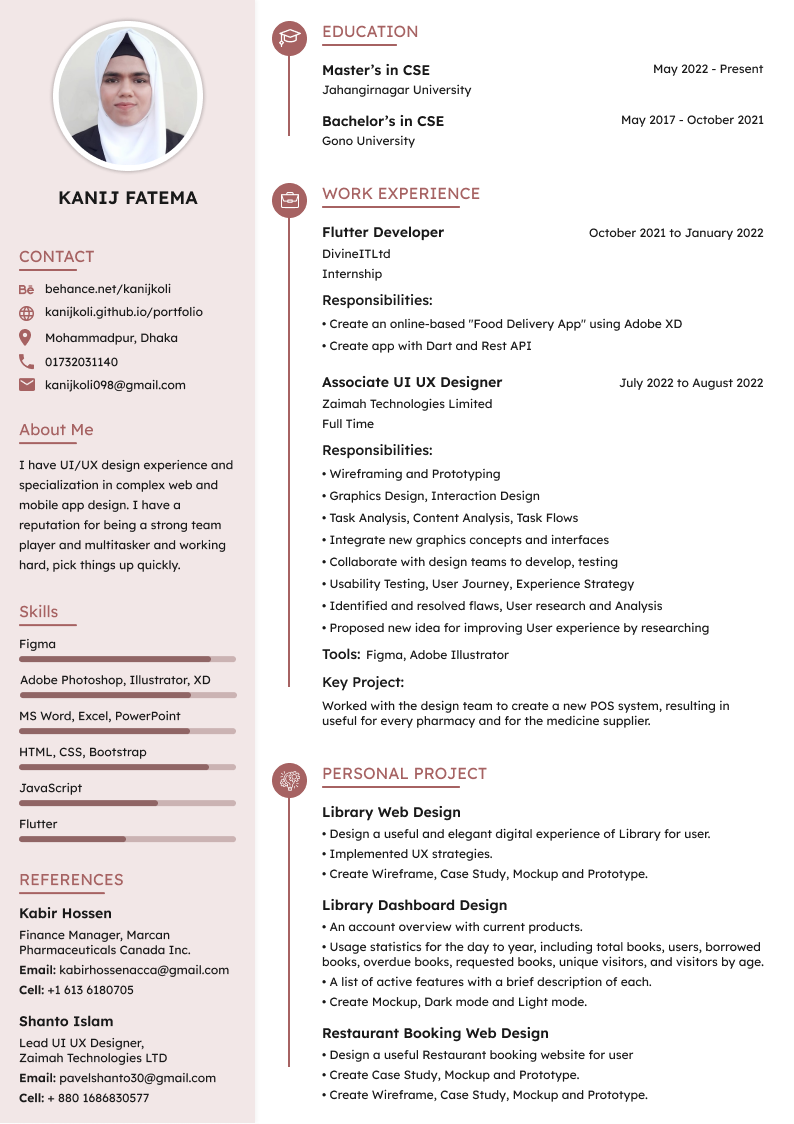 KANIJ FATEMA
CONTACT
Bē behance.net/kanijkoli
kanijkoli.github.io/portfolio
Mohammadpur, Dhaka
01732031140
kanijkoli098@gmail.com
About Me
I have UI/UX design experience and
specialization in complex web and
mobile app design. I have a
reputation for being a strong team
player and multitasker and working
hard, pick things up quickly.
Skills
Figma
Adobe Photoshop, Illustrator, XD
MS Word, Excel, PowerPoint
HTML, CSS, Bootstrap
JavaScript
Flutter
REFERENCES
Kabir Hossen
Finance Manager, Marcan
Pharmaceuticals Canada Inc.
Email: kabirhossenacca@gmail.com
Cell: +1 613 6180705
Shanto Islam
Lead UI UX Designer,
Zaimah Technologies LTD
Email: pavelshanto30@gmail.com
Cell: + 880 1686830577
EDUCATION
Master's in CSE May 2022 - Present
Jahangirnagar University
Bachelor's in CSE May 2017 - October 2021
Gono University
WORK EXPERIENCE
Flutter Developer October 2021 to January 2022
DivineITLtd
Internship
Responsibilities:
• Create an online-based "Food Delivery App" using Adobe XD
• Create app with Dart and Rest API
Associate UI UX Designer July 2022 to August 2022
Zaimah Technologies Limited
Full Time
Responsibilities:
• Wireframing and Prototyping
• Graphics Design, Interaction Design
• Task Analysis, Content Analysis, Task Flows
• Integrate new graphics concepts and interfaces
• Collaborate with design teams to develop, testing
• Usability Testing, User Journey, Experience Strategy
• Identified and resolved flaws, User research and Analysis
• Proposed new idea for improving User experience by researching
Tools: Figma, Adobe Illustrator
Key Project:
Worked with the design team to create a new POS system, resulting in
useful for every pharmacy and for the medicine supplier.
PERSONAL PROJECT
Library Web Design
• Design a useful and elegant digital experience of Library for user.
• Implemented UX strategies.
• Create Wireframe, Case Study, Mockup and Prototype.
Library Dashboard Design
• An account overview with current products.
• Usage statistics for the day to year, including total books, users, borrowed
books, overdue books, requested books, unique visitors, and visitors by age.
• A list of active features with a brief description of each.
• Create Mockup, Dark mode and Light mode.
Restaurant Booking Web Design
• Design a useful Restaurant booking website for user
• Create Case Study, Mockup and Prototype.
• Create Wireframe, Case Study, Mockup and Prototype.